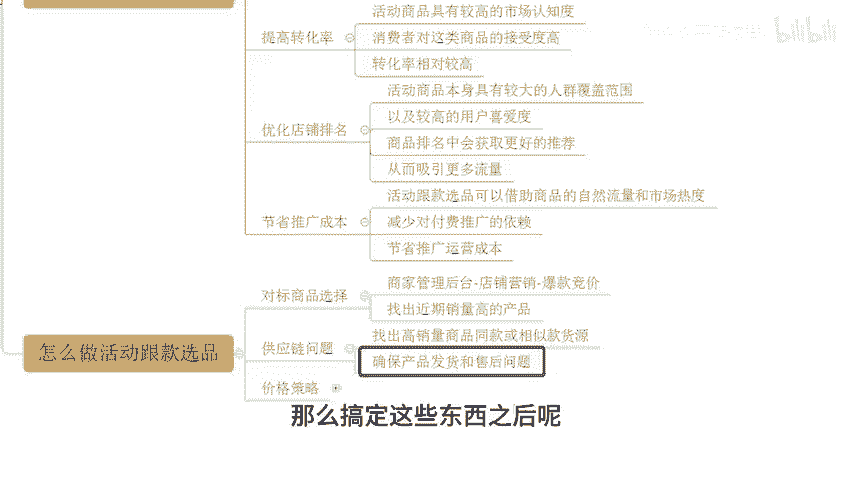 活动商品具有较高的市场认知度
提高转化率
消费者对这类商品的接受度高
转化率相对较高
活动商品本身具有较大的人群覆盖范围
以及较高的用户喜爱度
优化店铺排名
商品排名中会获取更好的推荐
从而吸引更多流量
活动跟款选品可以借助商品的自然流量和市场热度
节省推广成本
减少对付费推广的依赖
节省推广运营成本
商家管理后台-店铺营销-爆款竞价
对标商品选择
找出近期销量高的产品
找出高销量商品同款或相似款货源
怎么做活动跟款选品
供应链问题
确保产品发货和售后问题
价格策略
那么搞定这些东西之后呢
bilibili